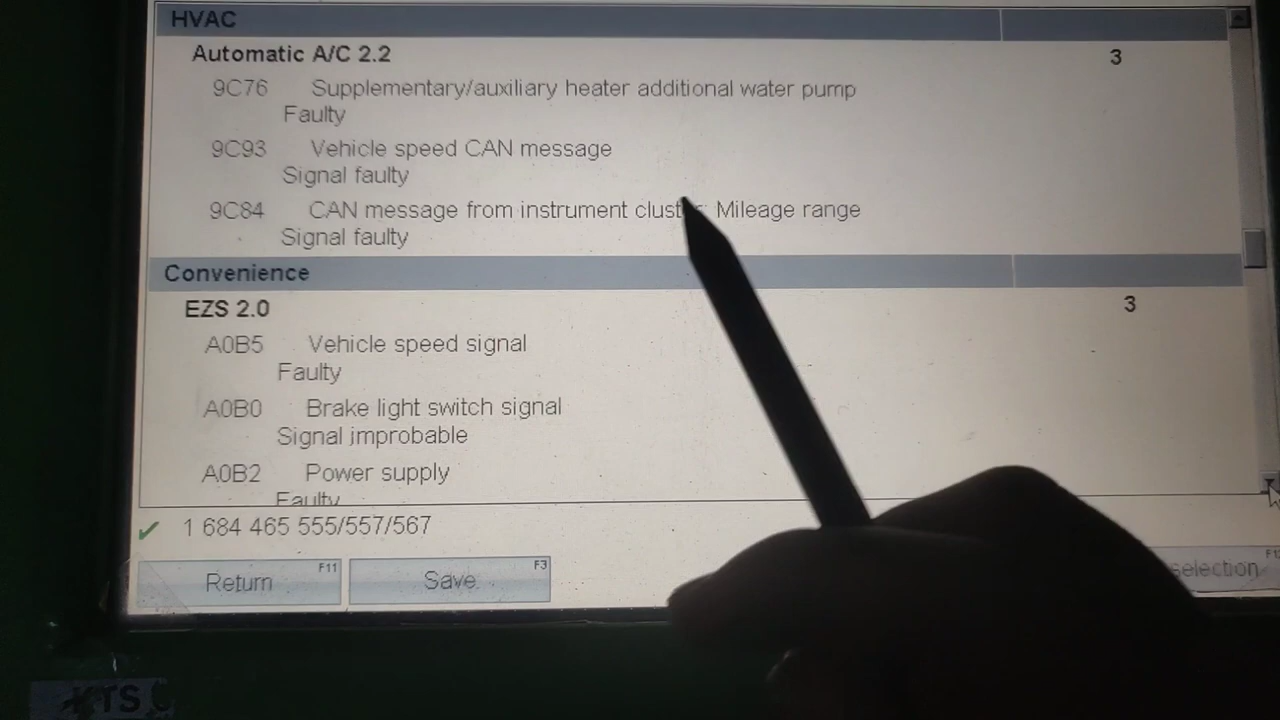 HVAC
Automatic A/C 2.2 3
9C76 Supplementary/auxiliary heater additional water pump
Faulty
9C93 Vehicle speed CAN message
Signal faulty
9C84 CAN message from instrument Mileage range
Signal faulty
Convenience
EZS 2.0 3
A0B5 Vehicle speed signal
Faulty
A0B0 Brake light switch signal
Signal improbable
A0B2 Power supply
Faulty
1 684 465 555/557/567
Return F11 Save F3 selection
KTS